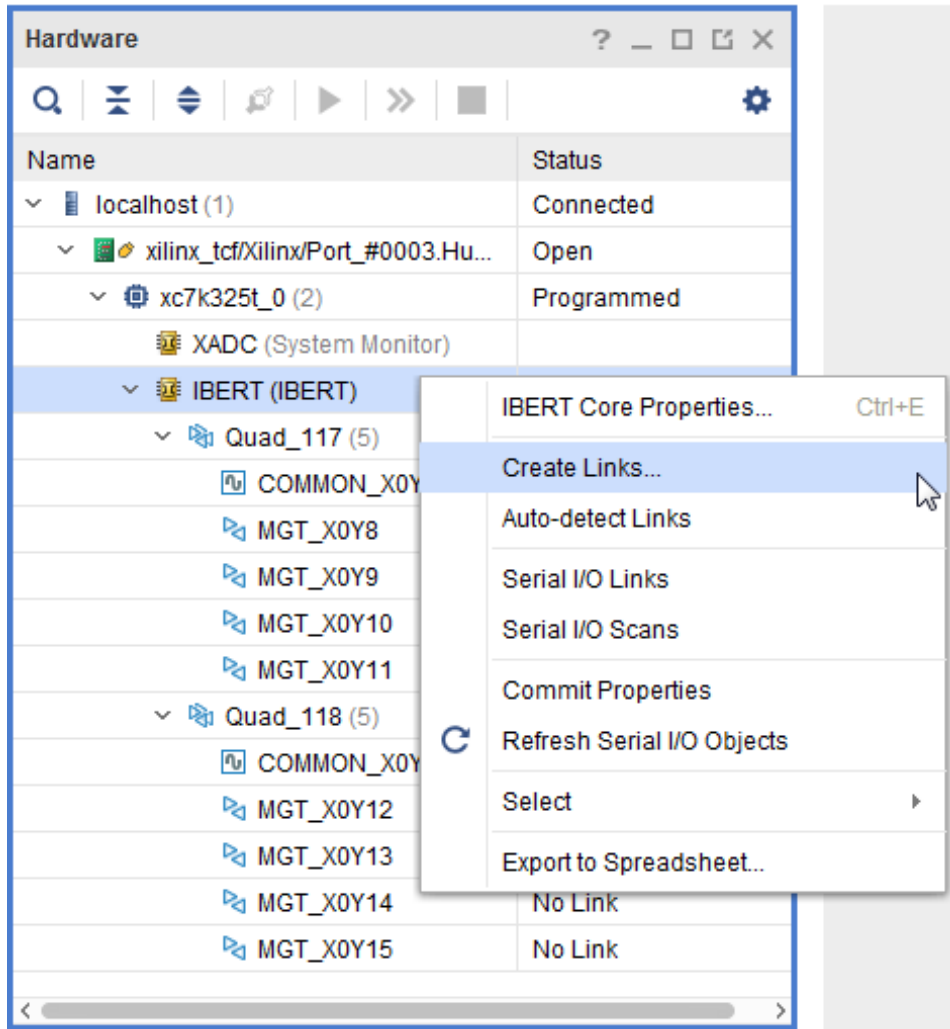 Hardware
Name Status
localhost (1) Connected
xilinx_tcf/Xilinx/Port_#0003.Hu... Open
xc7k325t_0 (2) Programmed
XADC (System Monitor)
IBERT (IBERT)
Quad_117 (5)
COMMON_X0Y
MGT_X0Y8
MGT_X0Y9
MGT_X0Y10
MGT_X0Y11
Quad_118 (5)
COMMON_X0Y
MGT_X0Y12
MGT_X0Y13
MGT_X0Y14 No Link
MGT_X0Y15 No Link
IBERT Core Properties... Ctrl+E
Create Links...
Auto-detect Links
Serial I/O Links
Serial I/O Scans
Commit Properties
Refresh Serial I/O Objects
Select
Export to Spreadsheet...